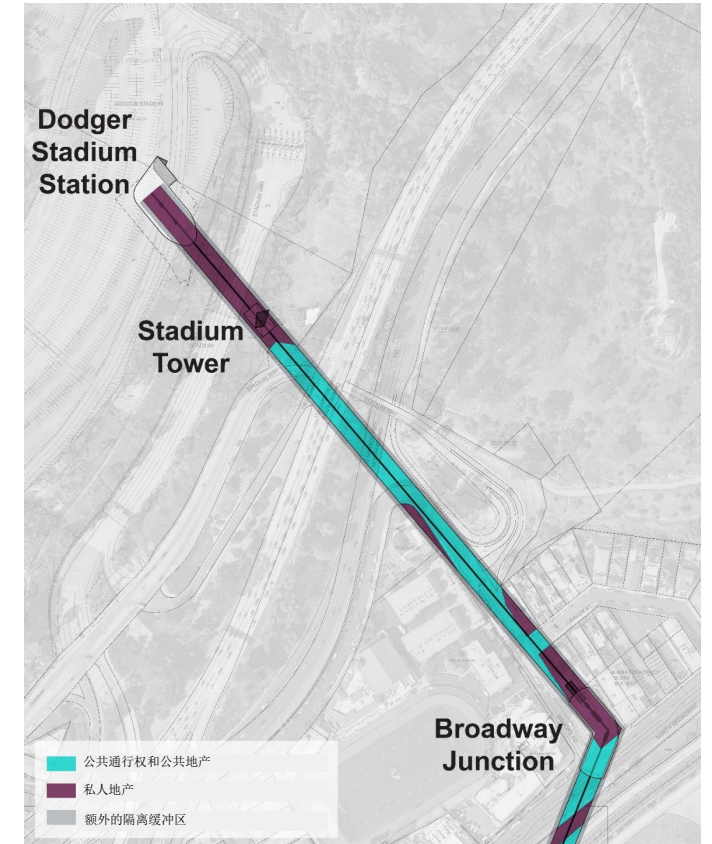 Dodger
Stadium
Station
Stadium
Tower
Broadway
Junction
公共通行权和公共地产
私人地产
额外的隔离缓冲区